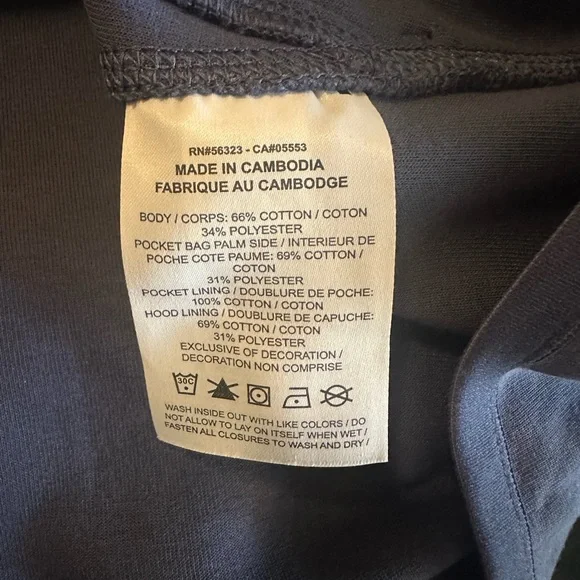 RN#56323 - CA#05553
MADE IN CAMBODIA
FABRIQUE AU CAMBODGE
BODY / CORPS: 66% COTTON / COTON
34% POLYESTER
POCKET BAG PALM SIDE / INTERIEUR DE
POCHE COTE PAUME: 69% COTTON /
COTON
31% POLYESTER
POCKET LINING / DOUBLURE DE POCHE:
100% COTTON / COTON
HOOD LINING / DOUBLURE DE CAPUCHE:
69% COTTON / COTON
31% POLYESTER
EXCLUSIVE OF DECORATION /
DECORATION NON COMPRISE
30C
WASH INSIDE OUT WITH LIKE COLORS / DO
NOT ALLOW TO LAY ON ITSELF WHEN WET /
FASTEN ALL CLOSURES TO WASH AND DRY /